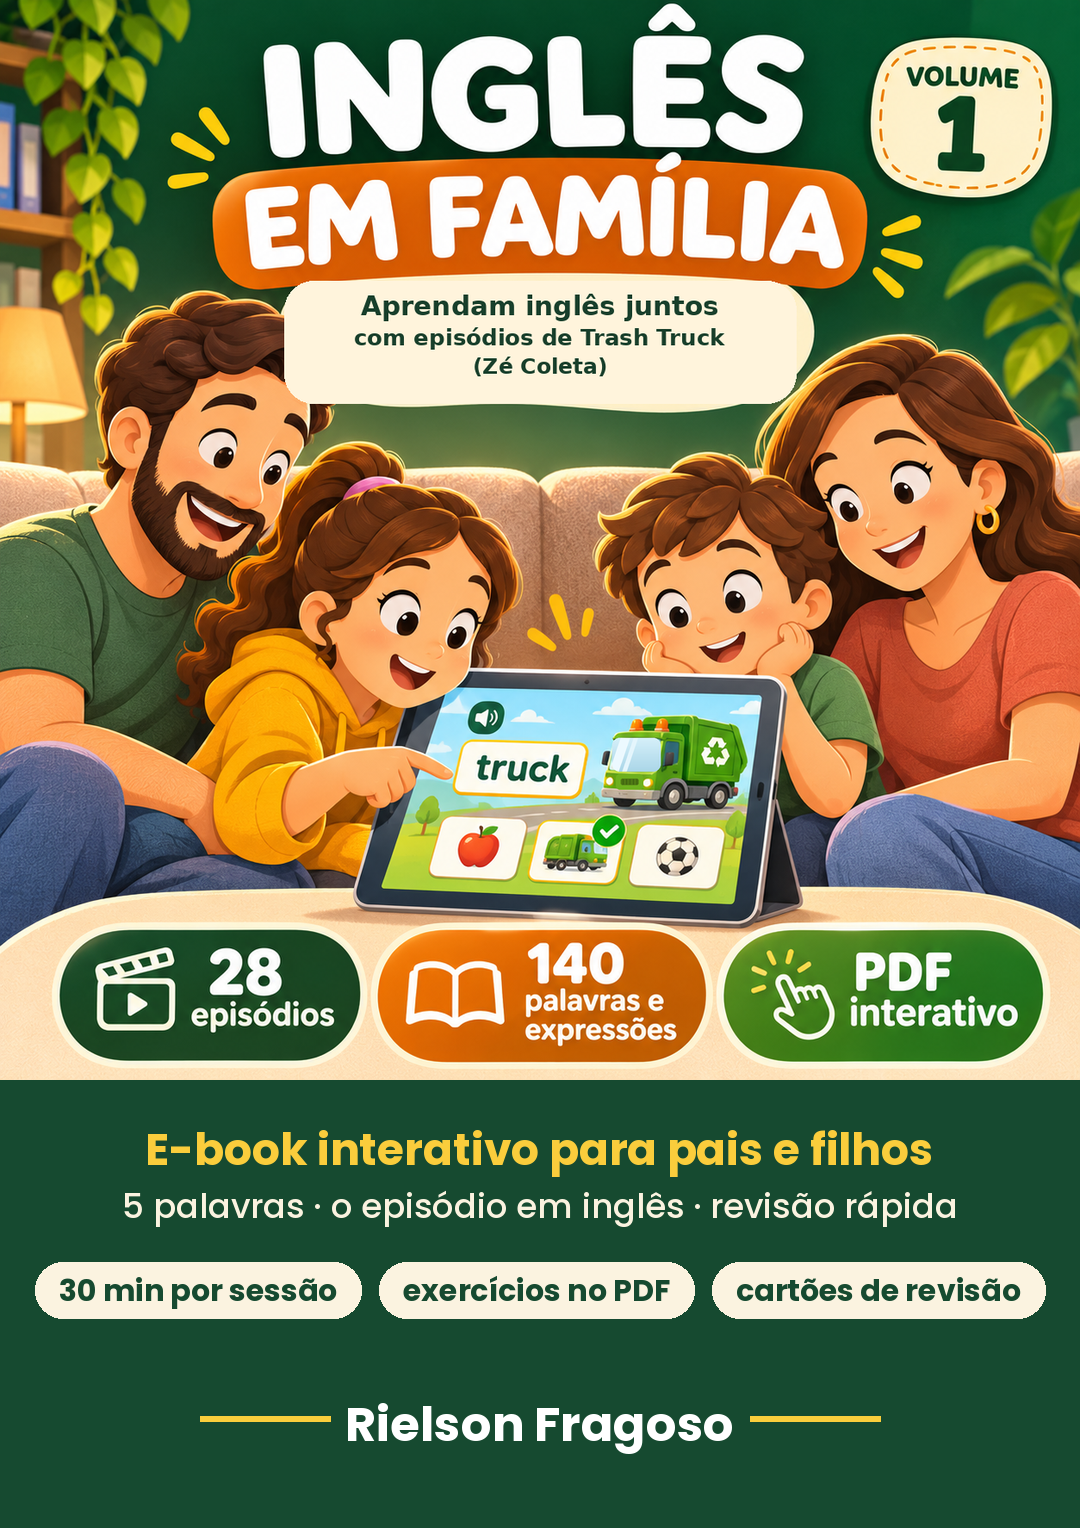 INGLÊS
EM FAMÍLIA
VOLUME
1
Aprendam inglês juntos
com episódios de Trash Truck
(Zé Coleta)
truck
28
episódios
140
palavras e
expressões
PDF
interativo
E-book interativo para pais e filhos
5 palavras · o episódio em inglês · revisão rápida
30 min por sessão
exercícios no PDF
cartões de revisão
Rielson Fragoso